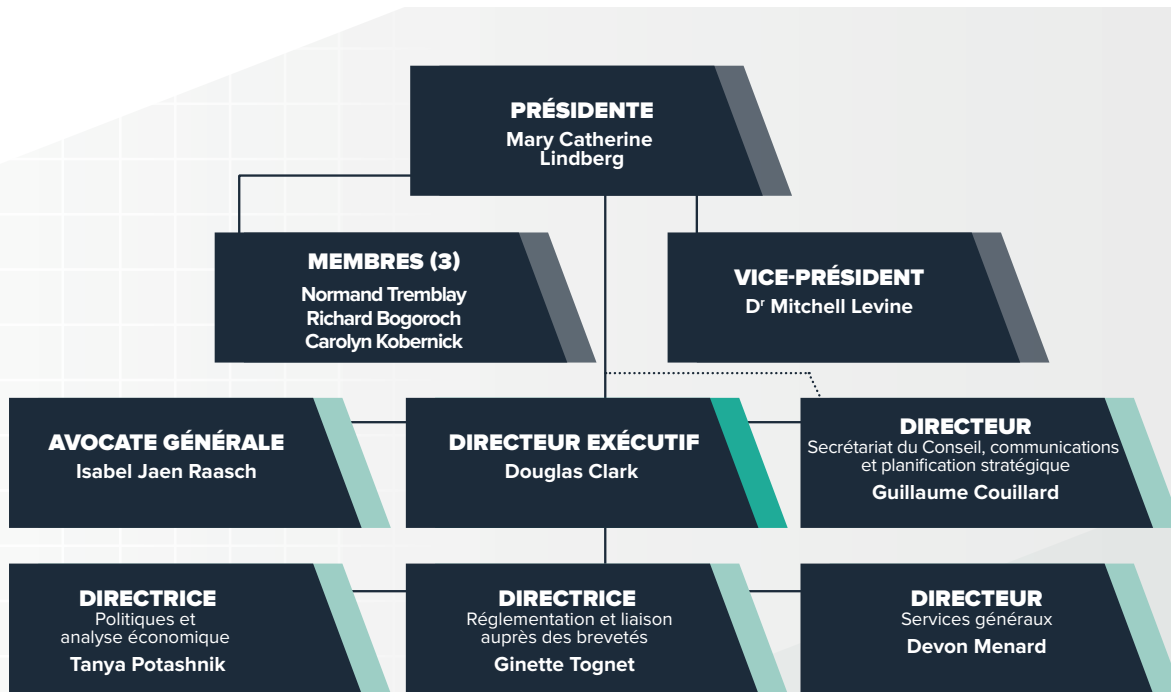 PRÉSIDENTE
Mary Catherine
Lindberg
MEMBRES (3)
Normand Tremblay
Richard Bogoroch
Carolyn Kobernick
VICE-PRÉSIDENT
Dʳ Mitchell Levine
AVOCATE GÉNÉRALE
Isabel Jaen Raasch
DIRECTEUR EXÉCUTIF
Douglas Clark
DIRECTEUR
Secrétariat du Conseil, communications
et planification stratégique
Guillaume Couillard
DIRECTRICE
Politiques et
analyse économique
Tanya Potashnik
DIRECTRICE
Réglementation et liaison
auprès des brevetés
Ginette Tognet
DIRECTEUR
Services généraux
Devon Menard